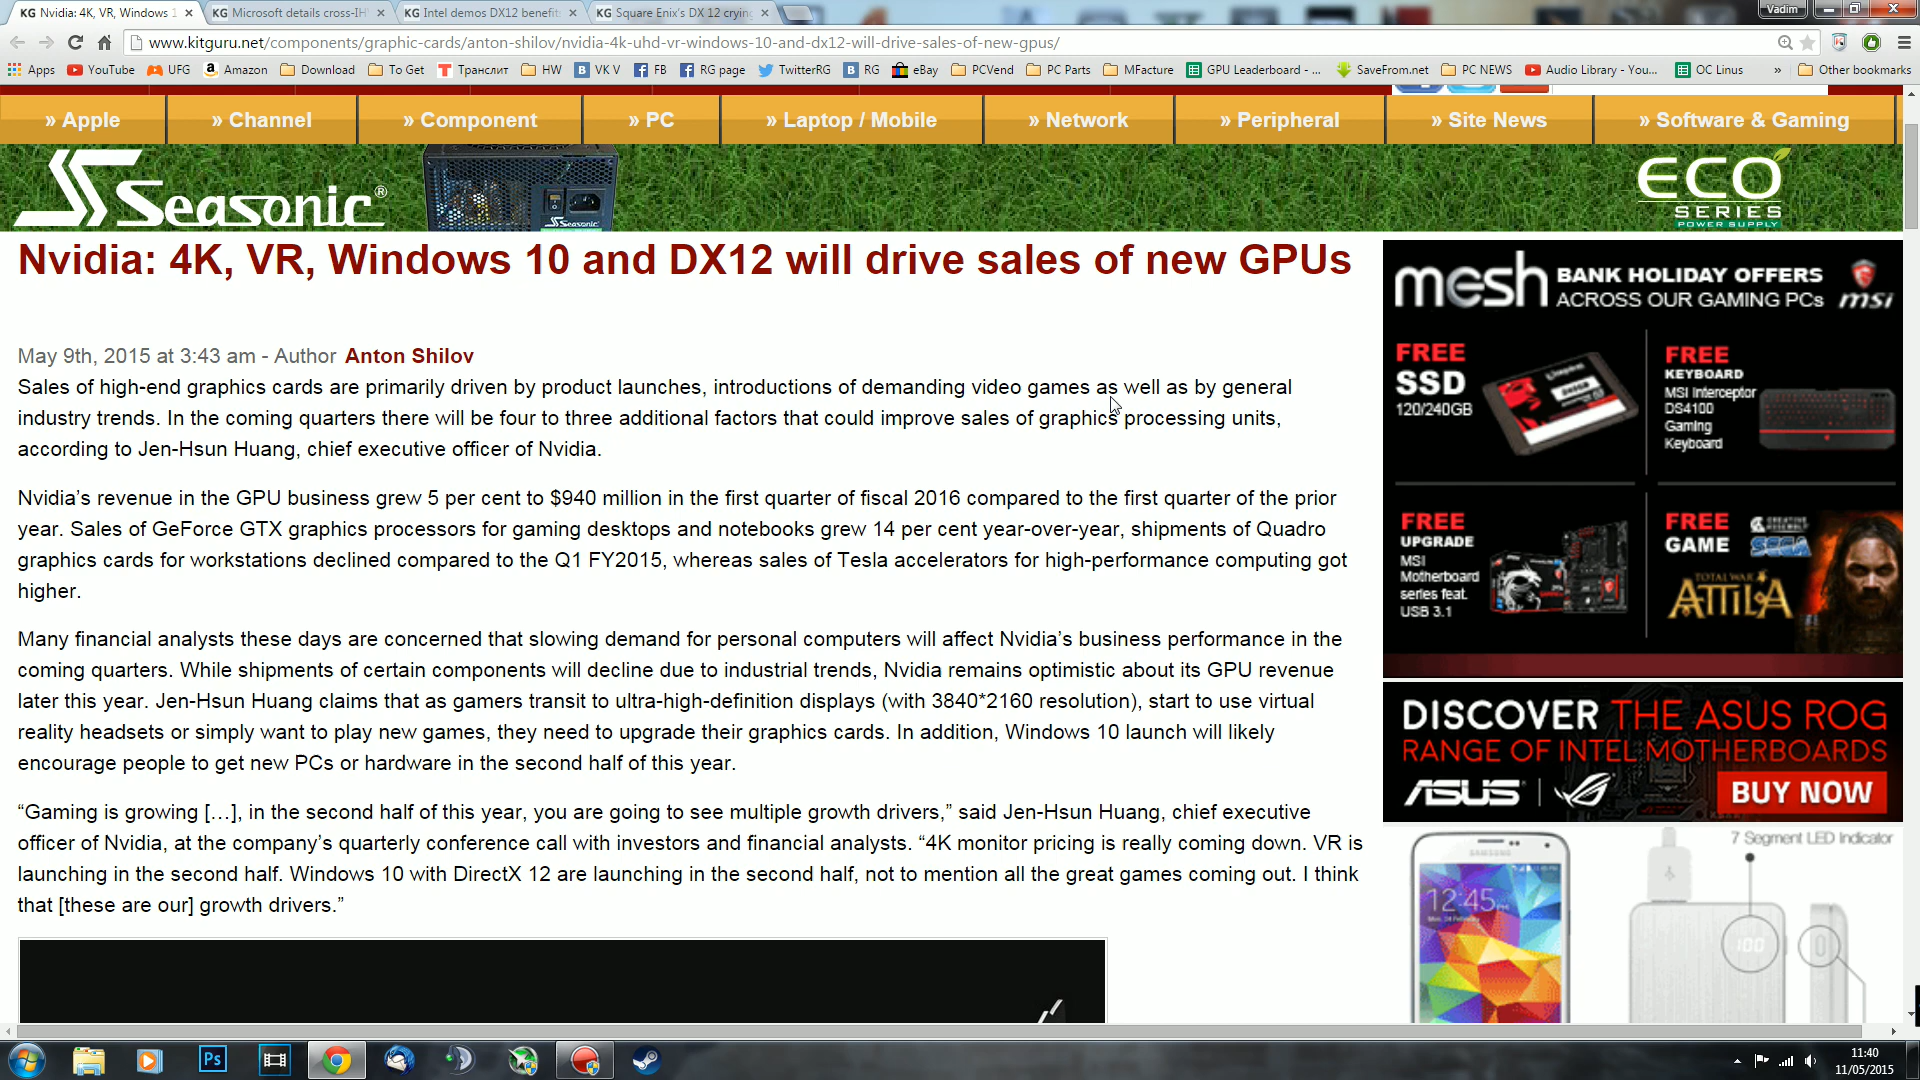 Nvidia: 4K, VR, Windows 1
Microsoft details cross-IH
Intel demos DX12 benefit
Square Enix's DX 12 crying
Vadim
www.kitguru.net/components/graphic-cards/anton-shilov/nvidia-4k-uhd-vr-windows-10-and-dx12-will-drive-sales-of-new-gpus/
Apps YouTube UFG Amazon Download To Get Транслит HW VK V FB RG page TwitterRG RG eBay PCVend PC Parts MFacture GPU Leaderboard - ... SaveFrom.net PC NEWS Audio Library - You... OC Linus » Other bookmarks
» Apple » Channel » Component » PC » Laptop / Mobile » Network » Peripheral » Site News » Software & Gaming
Seasonic®
Seasonic
ECO
SERIES
POWER SUPPLY
Nvidia: 4K, VR, Windows 10 and DX12 will drive sales of new GPUs
May 9th, 2015 at 3:43 am - Author Anton Shilov
Sales of high-end graphics cards are primarily driven by product launches, introductions of demanding video games as well as by general
industry trends. In the coming quarters there will be four to three additional factors that could improve sales of graphics processing units,
according to Jen-Hsun Huang, chief executive officer of Nvidia.
Nvidia’s revenue in the GPU business grew 5 per cent to $940 million in the first quarter of fiscal 2016 compared to the first quarter of the prior
year. Sales of GeForce GTX graphics processors for gaming desktops and notebooks grew 14 per cent year-over-year, shipments of Quadro
graphics cards for workstations declined compared to the Q1 FY2015, whereas sales of Tesla accelerators for high-performance computing got
higher.
Many financial analysts these days are concerned that slowing demand for personal computers will affect Nvidia’s business performance in the
coming quarters. While shipments of certain components will decline due to industrial trends, Nvidia remains optimistic about its GPU revenue
later this year. Jen-Hsun Huang claims that as gamers transit to ultra-high-definition displays (with 3840*2160 resolution), start to use virtual
reality headsets or simply want to play new games, they need to upgrade their graphics cards. In addition, Windows 10 launch will likely
encourage people to get new PCs or hardware in the second half of this year.
“Gaming is growing […], in the second half of this year, you are going to see multiple growth drivers,” said Jen-Hsun Huang, chief executive
officer of Nvidia, at the company’s quarterly conference call with investors and financial analysts. “4K monitor pricing is really coming down. VR is
launching in the second half. Windows 10 with DirectX 12 are launching in the second half, not to mention all the great games coming out. I think
that [these are our] growth drivers.”
mesh BANK HOLIDAY OFFERS
ACROSS OUR GAMING PCs msi
FREE
SSD
120/240GB
FREE
KEYBOARD
MSI Interceptor
DS4100
Gaming
Keyboard
FREE
UPGRADE
MSI
Motherboard
series feat.
USB 3.1
FREE
GAME
CREATIVE ASSEMBLY
SEGA
TOTAL WAR
ATTILA
DISCOVER THE ASUS ROG
RANGE OF INTEL MOTHERBOARDS
ASUS BUY NOW
7 Segment LED Indicator
SAMSUNG
12:45
100
Ps
11:40
11/05/2015